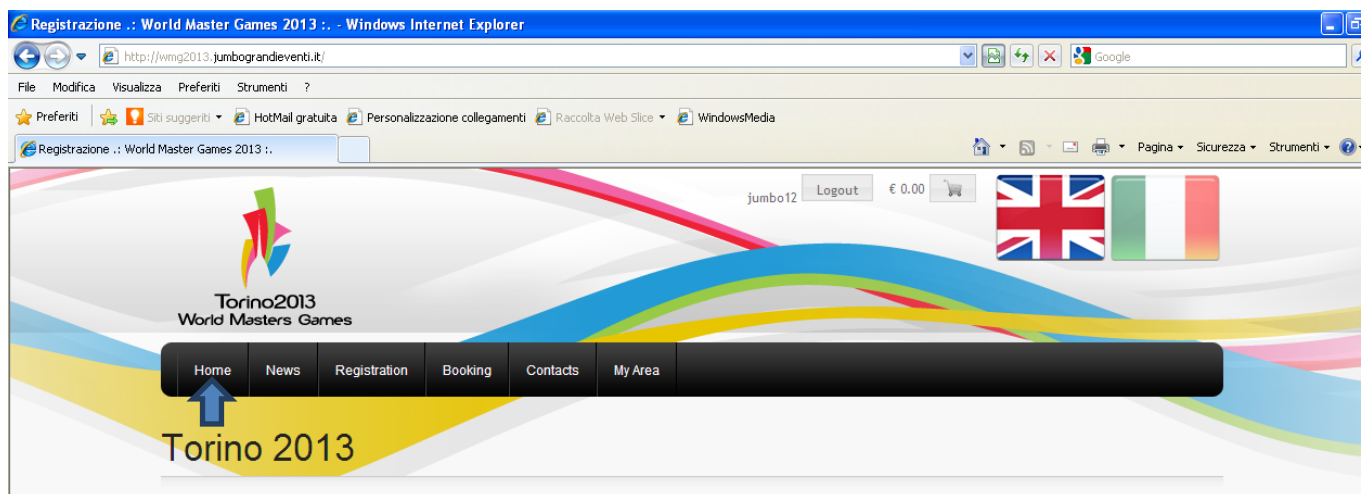 Registrazione .: World Master Games 2013 :. - Windows Internet Explorer
http://wmg2013.jumbograndieventi.it/
Google
File Modifica Visualizza Preferiti Strumenti ?
Preferiti Siti suggeriti HotMail gratuita Personalizzazione collegamenti Raccolta Web Slice WindowsMedia
Registrazione .: World Master Games 2013 :. Pagina Sicurezza Strumenti
jumbo12 Logout € 0.00
Torino2013
World Masters Games
Home News Registration Booking Contacts My Area
Torino 2013